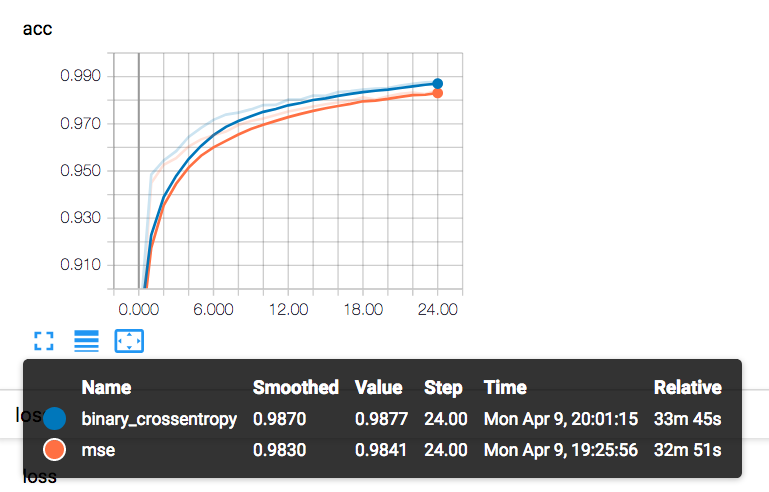 acc
0.990
0.970
0.950
0.930
0.910
0.000 6.000 12.00 18.00 24.00
Name Smoothed Value Step Time Relative
loss
binary_crossentropy 0.9870 0.9877 24.00 Mon Apr 9, 20:01:15 33m 45s
mse 0.9830 0.9841 24.00 Mon Apr 9, 19:25:56 32m 51s
loss